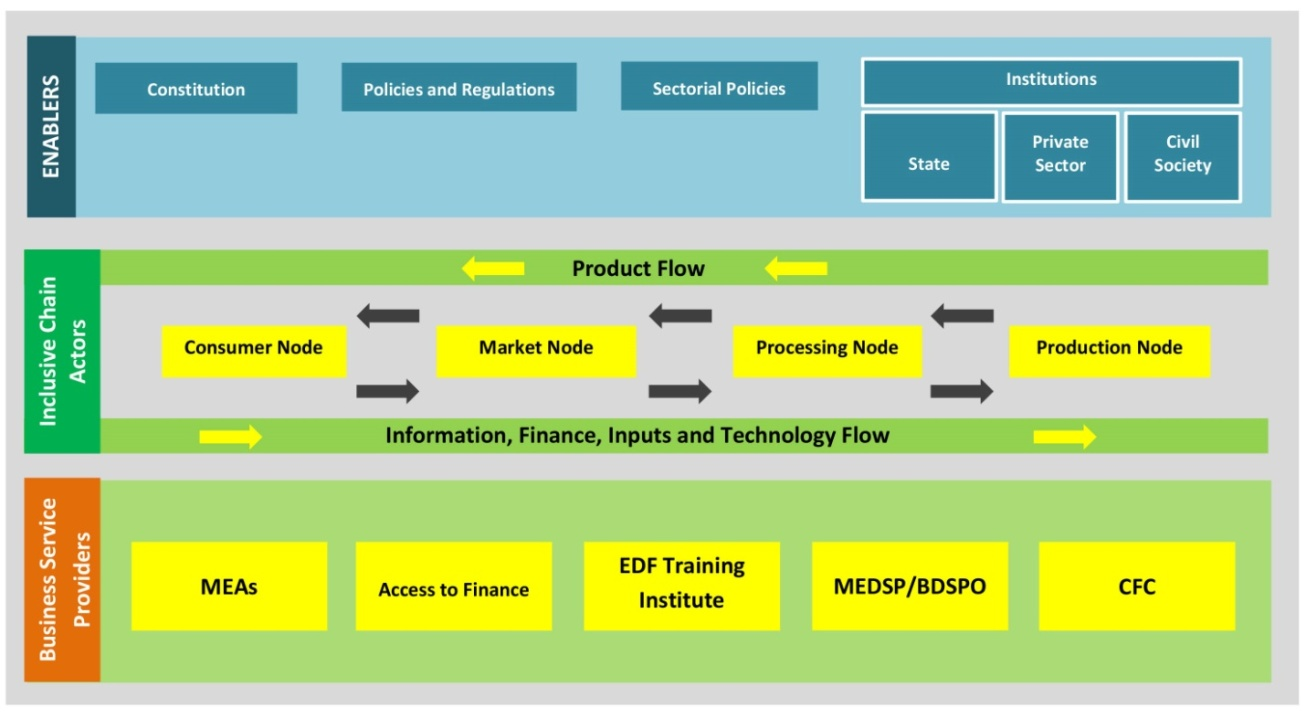 ENABLERS
Constitution
Policies and Regulations
Sectorial Policies
Institutions
State
Private
Sector
Civil
Society
Inclusive Chain
Actors
Product Flow
Consumer Node
Market Node
Processing Node
Production Node
Information, Finance, Inputs and Technology Flow
Business Service
Providers
MEAs
Access to Finance
EDF Training
Institute
MEDSP/BDSPO
CFC